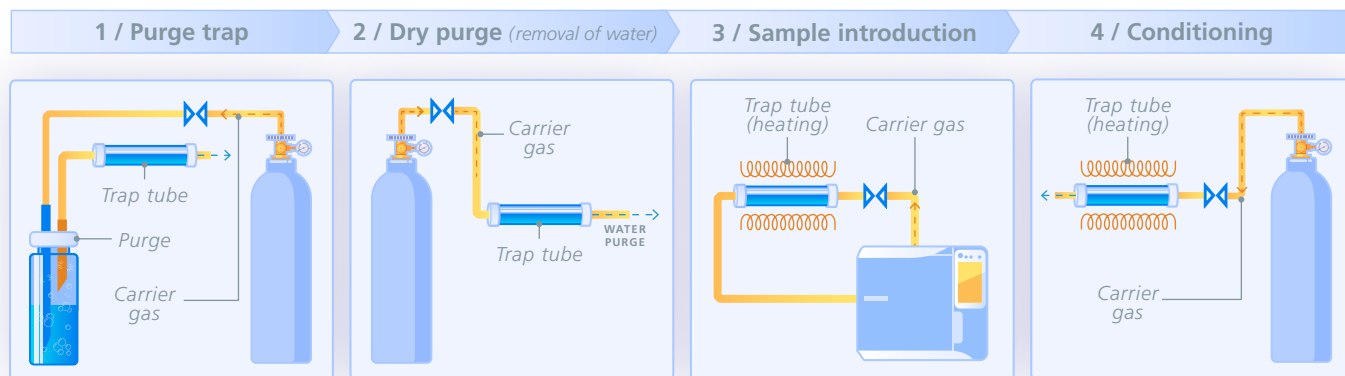 1 / Purge trap
2 / Dry purge (removal of water)
3 / Sample introduction
4 / Conditioning
Trap tube
Purge
Carrier
gas
Carrier
gas
Trap tube
WATER
PURGE
Trap tube
(heating)
Carrier gas
Trap tube
(heating)
Carrier
gas